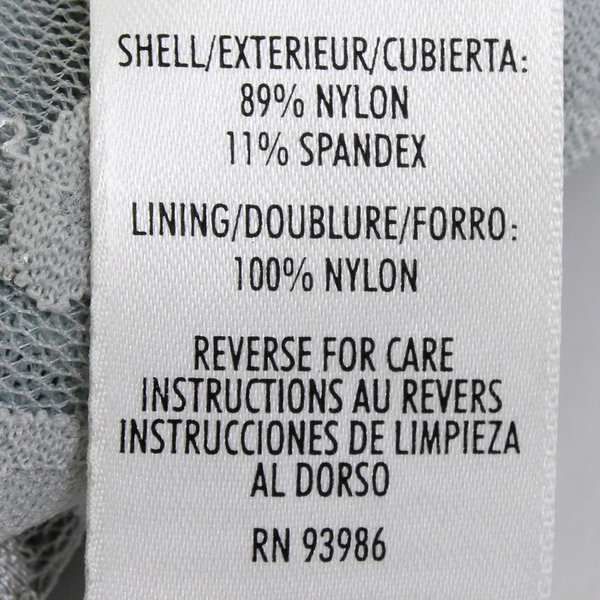 SHELL/EXTERIEUR/CUBIERTA:
89% NYLON
11% SPANDEX
LINING/DOUBLURE/FORRO:
100% NYLON
REVERSE FOR CARE
INSTRUCTIONS AU REVERS
INSTRUCCIONES DE LIMPIEZA
AL DORSO
RN 93986